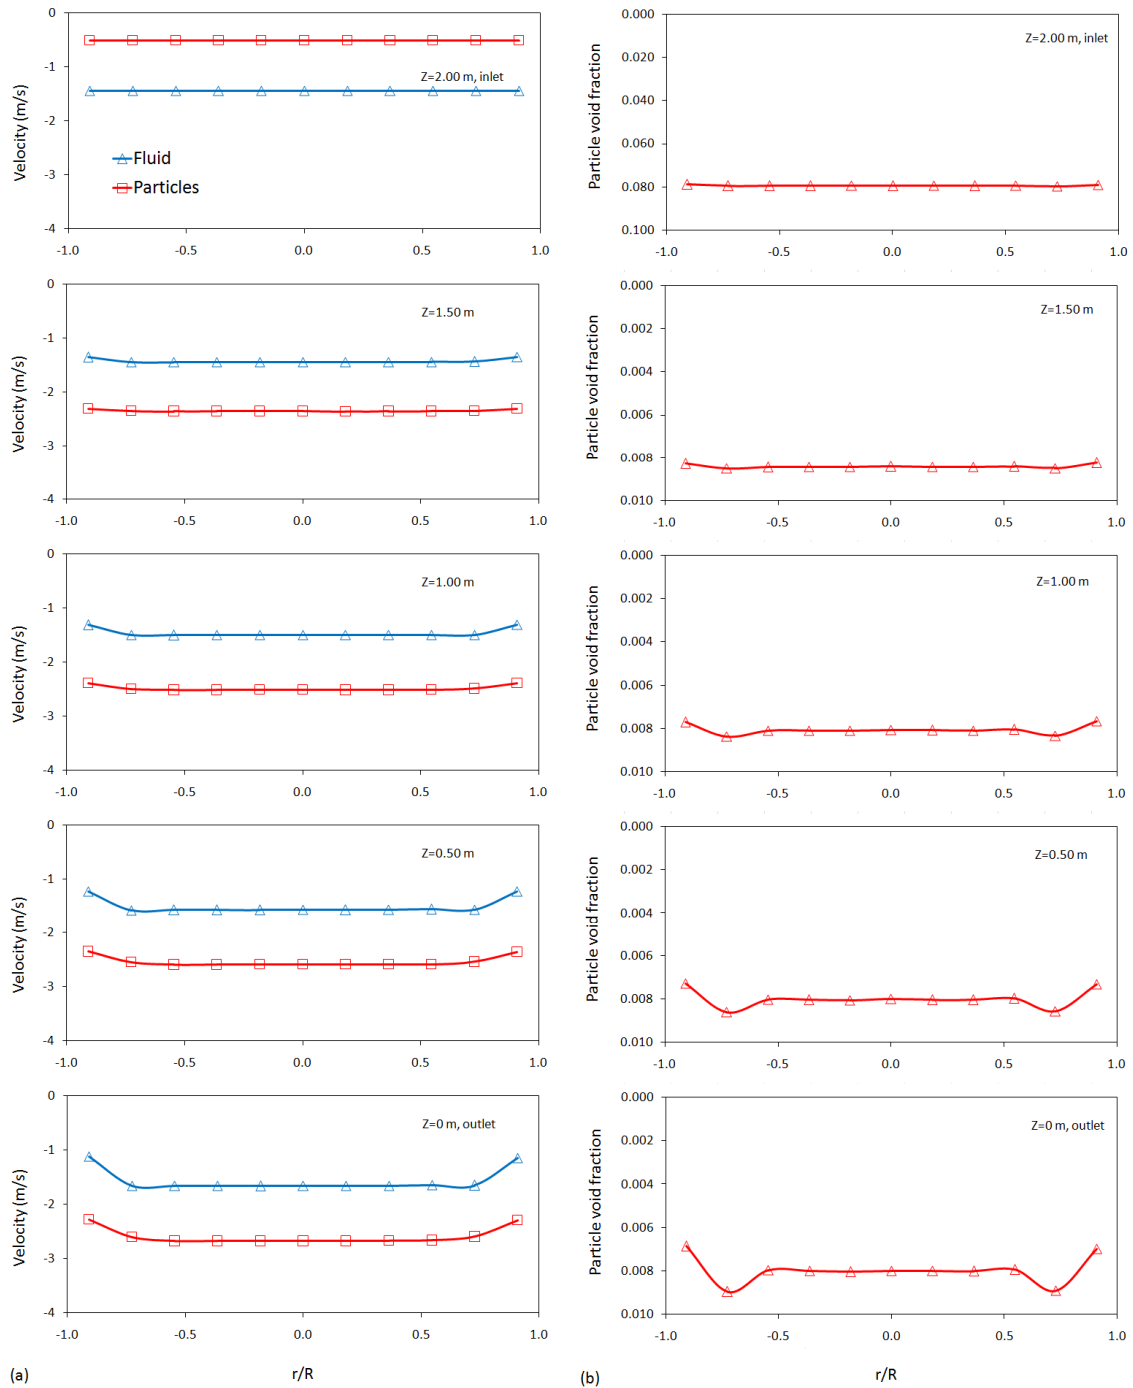 0
-1
-2
-3
-4
Velocity (m/s)
Z=2.00 m, inlet
Fluid
Particles
-1.0 -0.5 0.0 0.5 1.0
0.000
0.020
0.040
0.060
0.080
0.100
Particle void fraction
Z=2.00 m, inlet
-1.0 -0.5 0.0 0.5 1.0
0
-1
-2
-3
-4
Velocity (m/s)
Z=1.50 m
-1.0 -0.5 0.0 0.5 1.0
0.000
0.002
0.004
0.006
0.008
0.010
Particle void fraction
Z=1.50 m
-1.0 -0.5 0.0 0.5 1.0
0
-1
-2
-3
-4
Velocity (m/s)
Z=1.00 m
-1.0 -0.5 0.0 0.5 1.0
0.000
0.002
0.004
0.006
0.008
0.010
Particle void fraction
Z=1.00 m
-1.0 -0.5 0.0 0.5 1.0
0
-1
-2
-3
-4
Velocity (m/s)
Z=0.50 m
-1.0 -0.5 0.0 0.5 1.0
0.000
0.002
0.004
0.006
0.008
0.010
Particle void fraction
Z=0.50 m
-1.0 -0.5 0.0 0.5 1.0
0
-1
-2
-3
-4
Velocity (m/s)
Z=0 m, outlet
-1.0 -0.5 0.0 0.5 1.0
0.000
0.002
0.004
0.006
0.008
0.010
Particle void fraction
Z=0 m, outlet
-1.0 -0.5 0.0 0.5 1.0
(a) r/R
(b) r/R